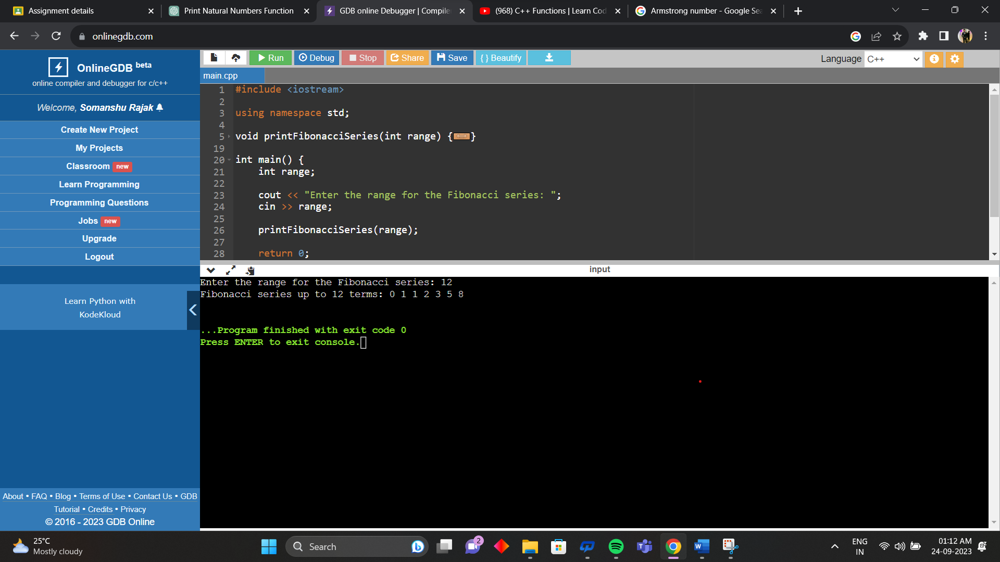 Assignment details
Print Natural Numbers Function
GDB online Debugger | Compile
(968) C++ Functions | Learn Cod
Armstrong number - Google Sea
onlinegdb.com
OnlineGDB beta
online compiler and debugger for c/c++
Welcome, Somanshu Rajak
Create New Project
My Projects
Classroom new
Learn Programming
Programming Questions
Jobs new
Upgrade
Logout
Learn Python with
KodeKloud
About • FAQ • Blog • Terms of Use • Contact Us • GDB
Tutorial • Credits • Privacy
© 2016 - 2023 GDB Online
Run Debug Stop Share Save { } Beautify
Language C++
main.cpp
1 #include <iostream>
2
3 using namespace std;
4
5 void printFibonacciSeries(int range) {}
19
20 int main() {
21 int range;
22
23 cout << "Enter the range for the Fibonacci series: ";
24 cin >> range;
25
26 printFibonacciSeries(range);
27
28 return 0;
input
Enter the range for the Fibonacci series: 12
Fibonacci series up to 12 terms: 0 1 1 2 3 5 8
...Program finished with exit code 0
Press ENTER to exit console.
25°C
Mostly cloudy
Search
2
ENG
IN
01:12 AM
24-09-2023